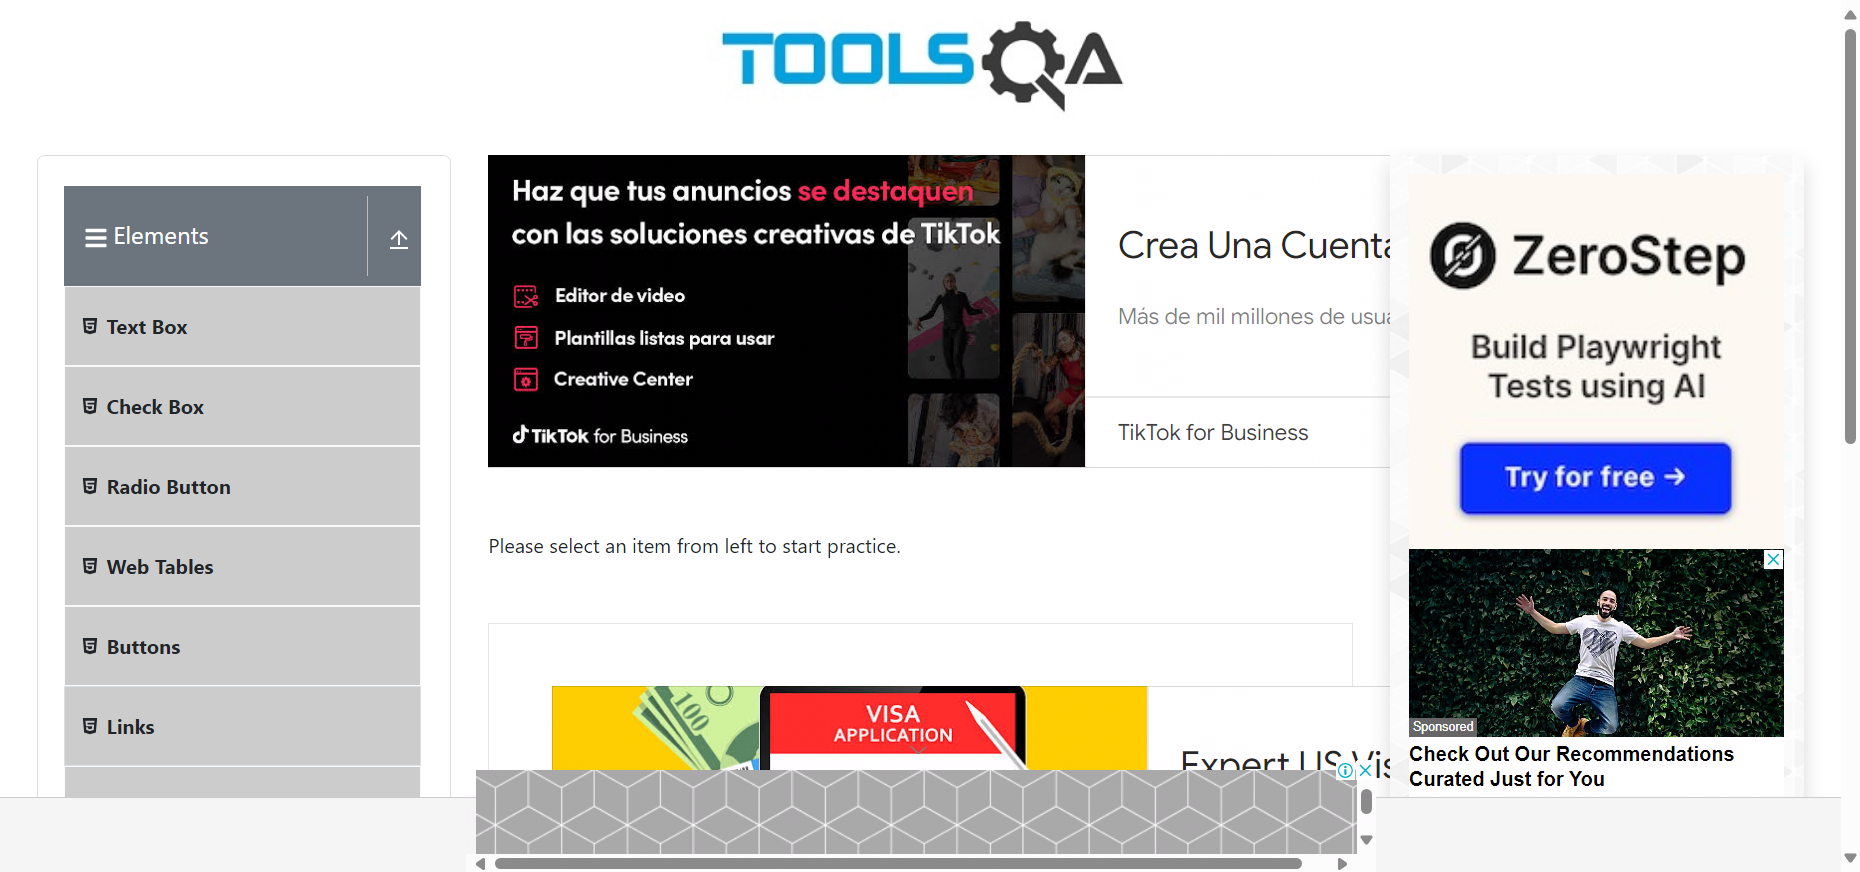 TOOLSQA
Elements
Text Box
Check Box
Radio Button
Web Tables
Buttons
Links
Haz que tus anuncios se destaquen
con las soluciones creativas de TikTok
Editor de video
Plantillas listas para usar
Creative Center
TikTok for Business
Crea Una Cuenta
Más de mil millones de usua
TikTok for Business
Please select an item from left to start practice.
100
VISA
APPLICATION
Expert US Vis
ZeroStep
Build Playwright
Tests using AI
Try for free →
Sponsored
Check Out Our Recommendations
Curated Just for You